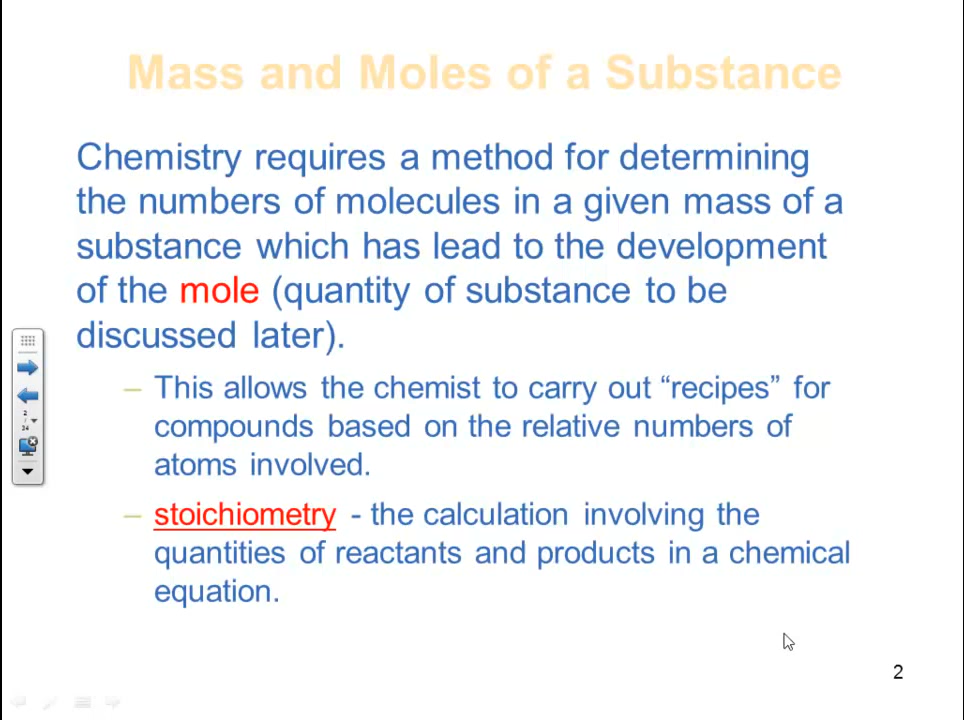 Mass and Moles of a Substance
Chemistry requires a method for determining
the numbers of molecules in a given mass of a
substance which has lead to the development
of the mole (quantity of substance to be
discussed later).
– This allows the chemist to carry out “recipes” for
compounds based on the relative numbers of
atoms involved.
– stoichiometry - the calculation involving the
quantities of reactants and products in a chemical
equation.
2
/
34
2